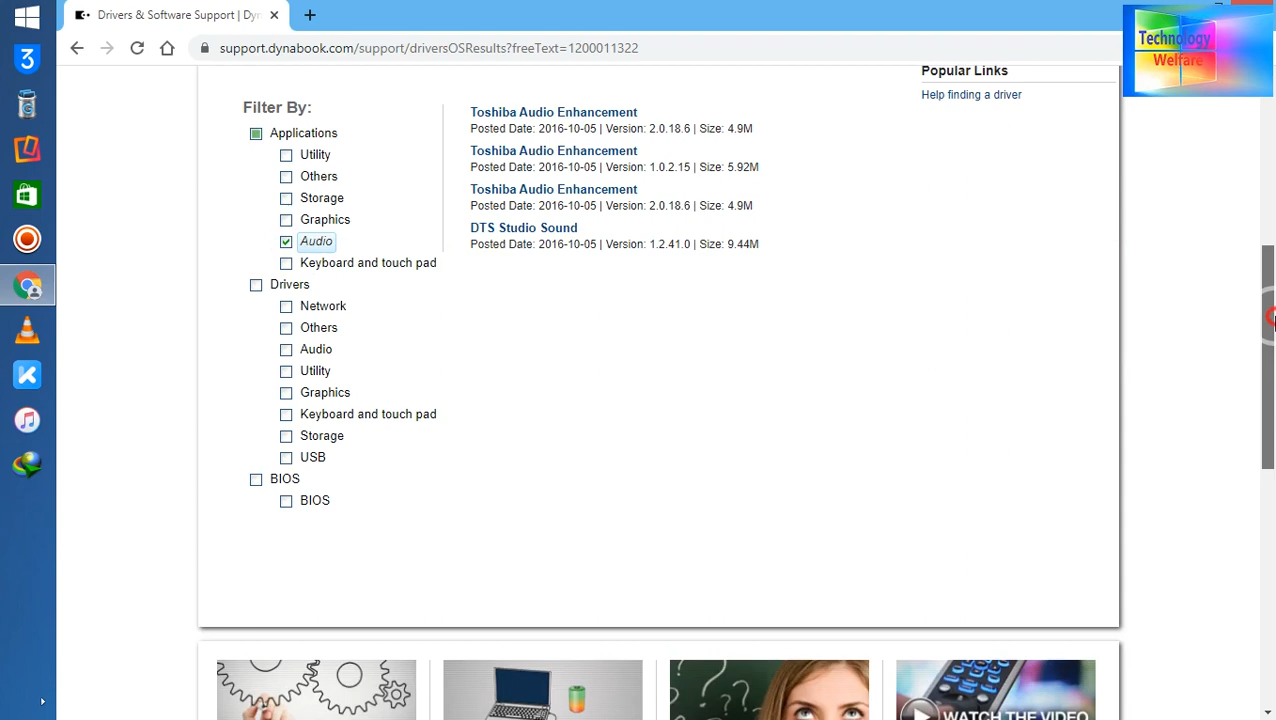 Drivers & Software Support | Dyn
support.dynabook.com/support/driversOSResults?freeText=1200011322
Technology
Welfare
Popular Links
Help finding a driver
Filter By:
Applications
Utility
Others
Storage
Graphics
Audio
Keyboard and touch pad
Drivers
Network
Others
Audio
Utility
Graphics
Keyboard and touch pad
Storage
USB
BIOS
BIOS
Toshiba Audio Enhancement
Posted Date: 2016-10-05 | Version: 2.0.18.6 | Size: 4.9M
Toshiba Audio Enhancement
Posted Date: 2016-10-05 | Version: 1.0.2.15 | Size: 5.92M
Toshiba Audio Enhancement
Posted Date: 2016-10-05 | Version: 2.0.18.6 | Size: 4.9M
DTS Studio Sound
Posted Date: 2016-10-05 | Version: 1.2.41.0 | Size: 9.44M
WATCH THE VIDEO